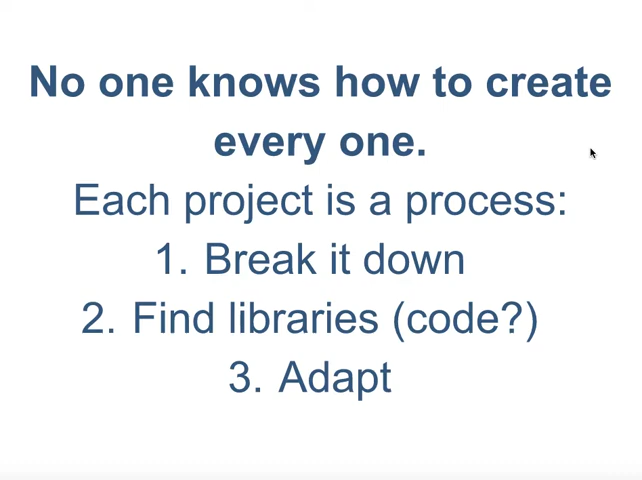 No one knows how to create
every one.
Each project is a process:
1. Break it down
2. Find libraries (code?)
3. Adapt